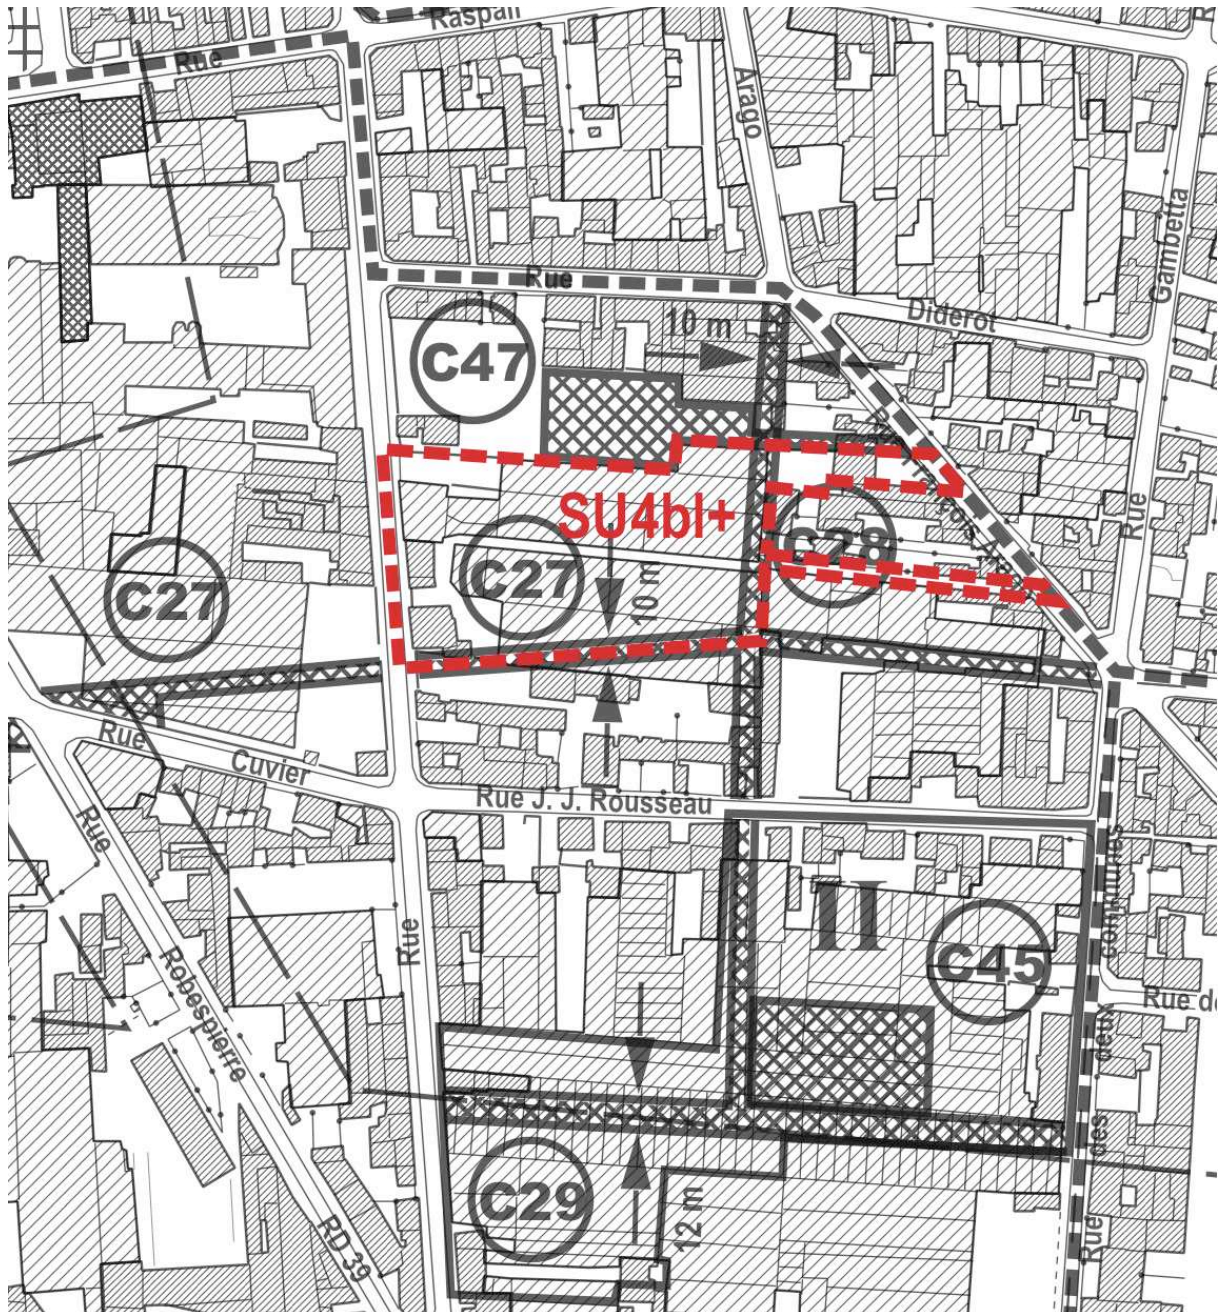 Raspail
Rue
Arago
Gambetta
Rue
Diderot
10 m
C47
SU4bl+
C28
C27
10 m
C27
Rue
Rue
Cuvier
Rue J. J. Rousseau
Rue
communes
II
Rue
C45
Robespierre
Rue de
deux
des
C29
12 m
RD 39
Rue